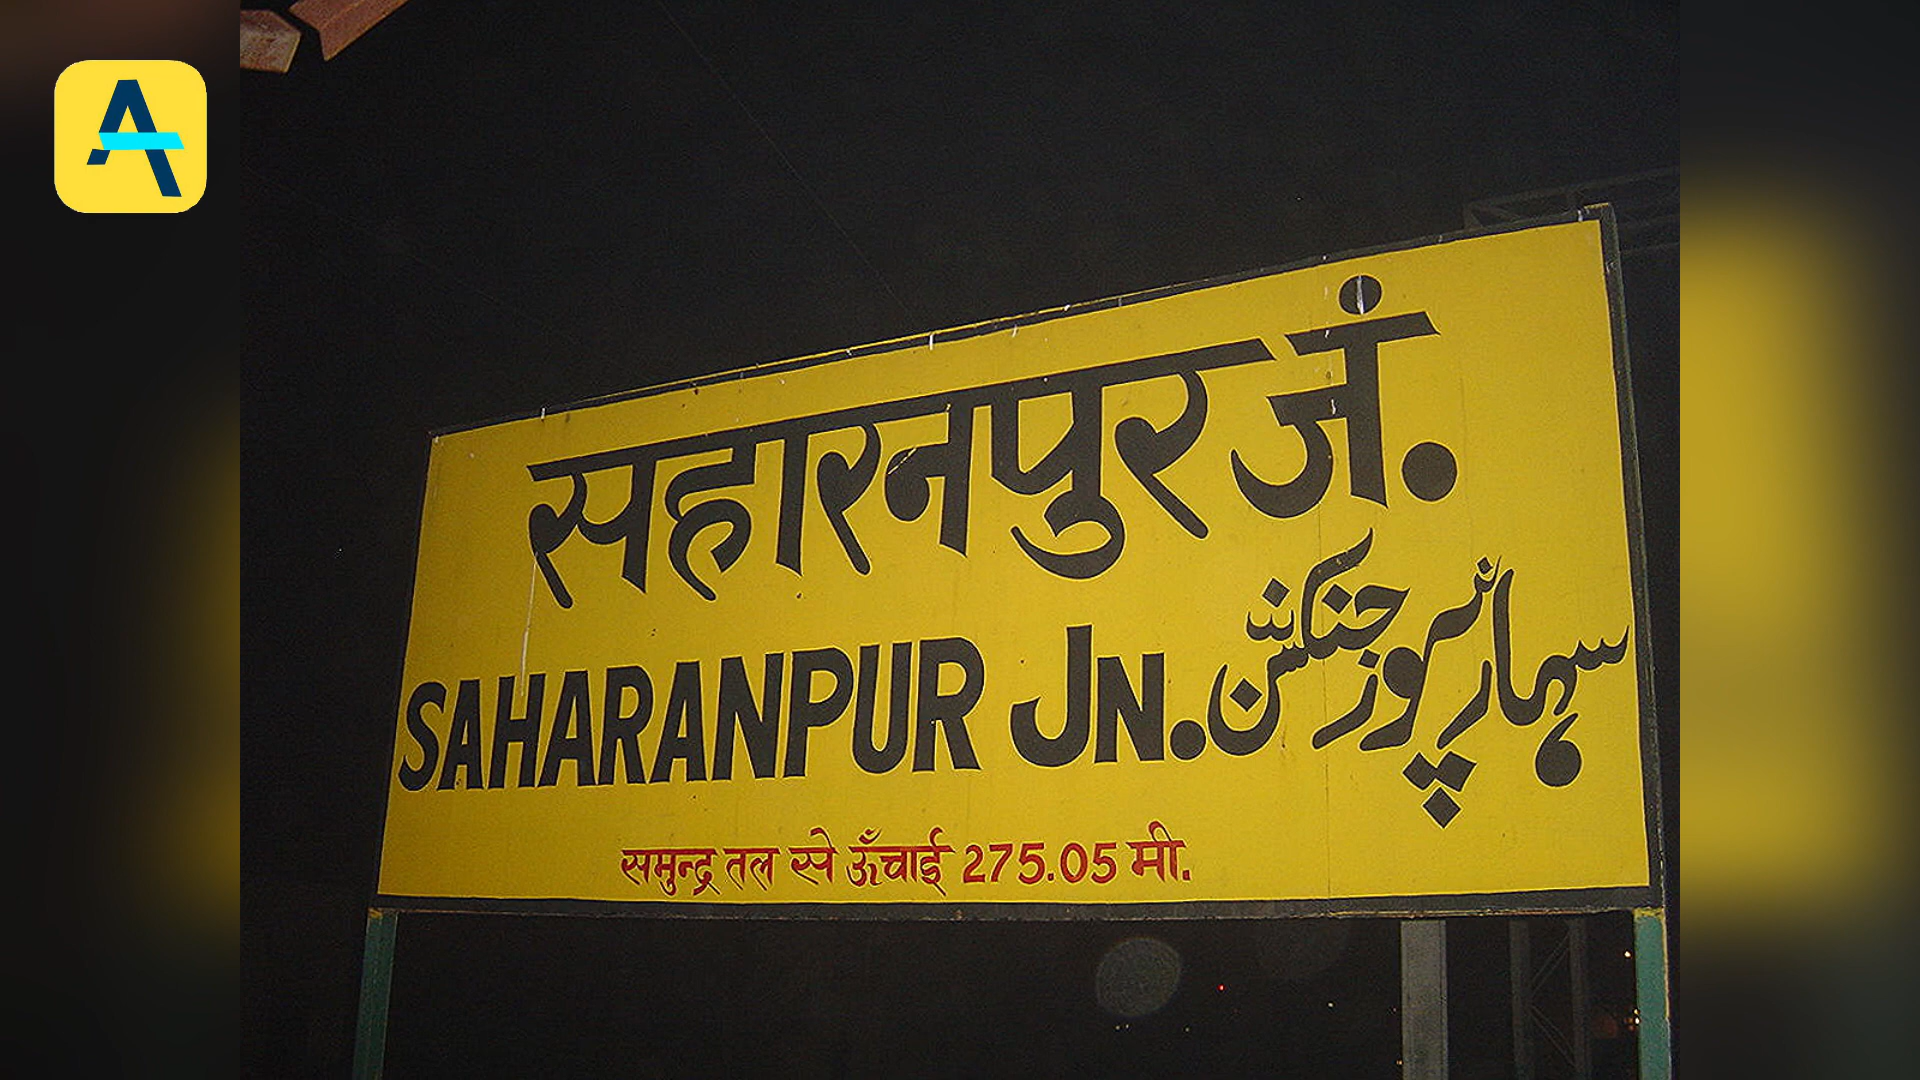 सहारनपुर जं.
SAHARANPUR JN.
سہارنپور جنکشن
समुन्द्र तल से ऊँचाई 275.05 मी.